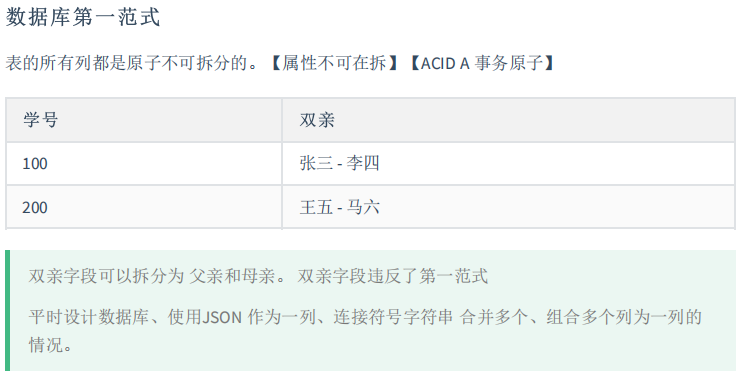 数据库第一范式
表的所有列都是原子不可拆分的。【属性不可在拆】【ACID A 事务原子】
学号 双亲
100 张三 - 李四
200 王五 - 马六
双亲字段可以拆分为 父亲和母亲。 双亲字段违反了第一范式
平时设计数据库、使用JSON 作为一列、连接符号字符串 合并多个、组合多个列为一列的
情况。